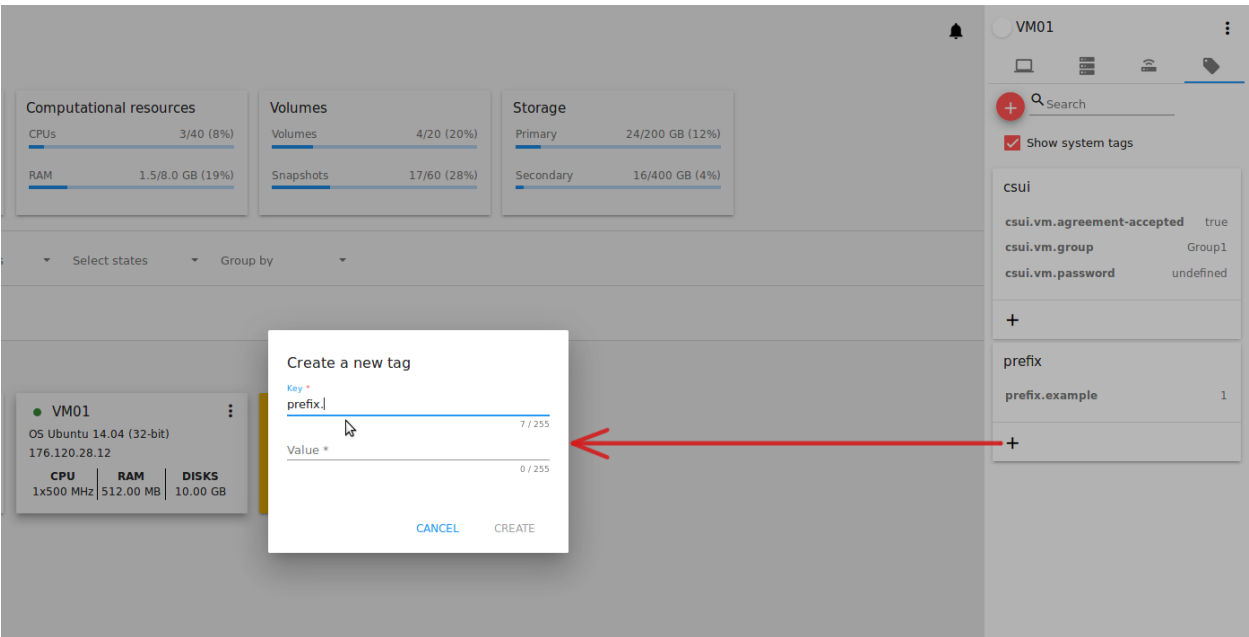 VM01
Search
Show system tags
csui
csui.vm.agreement-accepted true
csui.vm.group Group1
csui.vm.password undefined
+
prefix
prefix.example 1
+
Computational resources
CPUs 3/40 (8%)
RAM 1.5/8.0 GB (19%)
Volumes
Volumes 4/20 (20%)
Snapshots 17/60 (28%)
Storage
Primary 24/200 GB (12%)
Secondary 16/400 GB (4%)
Select states
Group by
VM01
OS Ubuntu 14.04 (32-bit)
176.120.28.12
CPU RAM DISKS
1x500 MHz 512.00 MB 10.00 GB
Create a new tag
Key *
prefix.
7 / 255
Value *
0 / 255
CANCEL CREATE